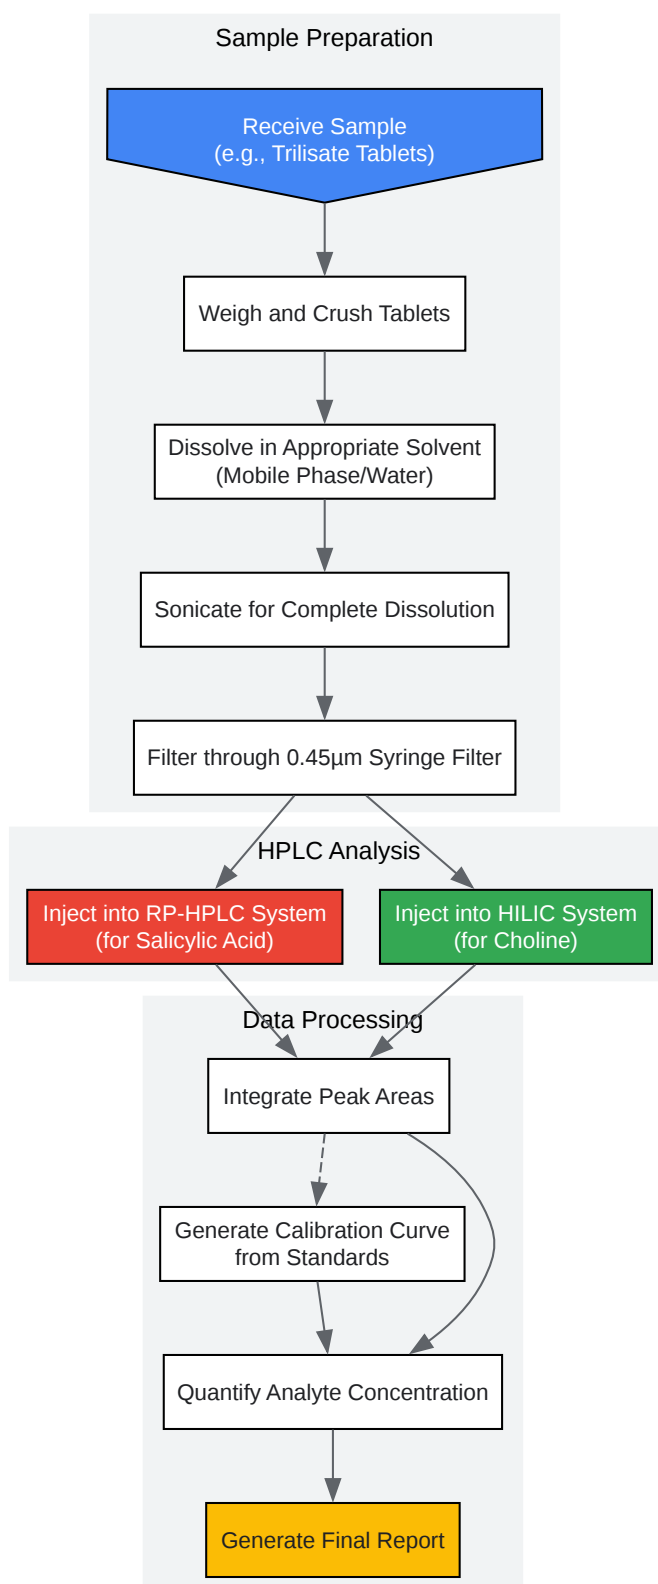 Sample Preparation
Receive Sample
(e.g., Trilisate Tablets)
Weigh and Crush Tablets
Dissolve in Appropriate Solvent
(Mobile Phase/Water)
Sonicate for Complete Dissolution
Filter through 0.45µm Syringe Filter
HPLC Analysis
Inject into RP-HPLC System
(for Salicylic Acid)
Inject into HILIC System
(for Choline)
Data Processing
Integrate Peak Areas
Generate Calibration Curve
from Standards
Quantify Analyte Concentration
Generate Final Report